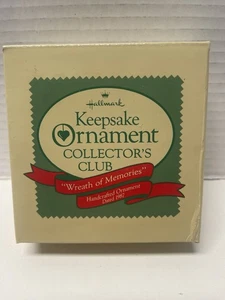 Hallmark
Keepsake
Ornament
COLLECTOR'S
CLUB
"Wreath of Memories"
Handcrafted Ornament
Dated 1987